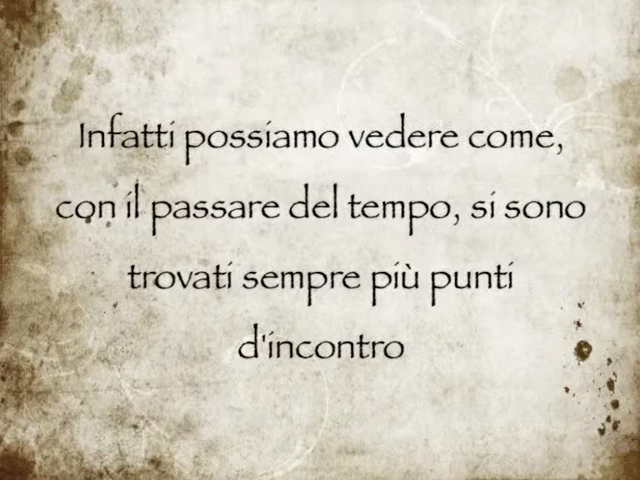 Infatti possiamo vedere come,
con il passare del tempo, si sono
trovati sempre più punti
d'incontro